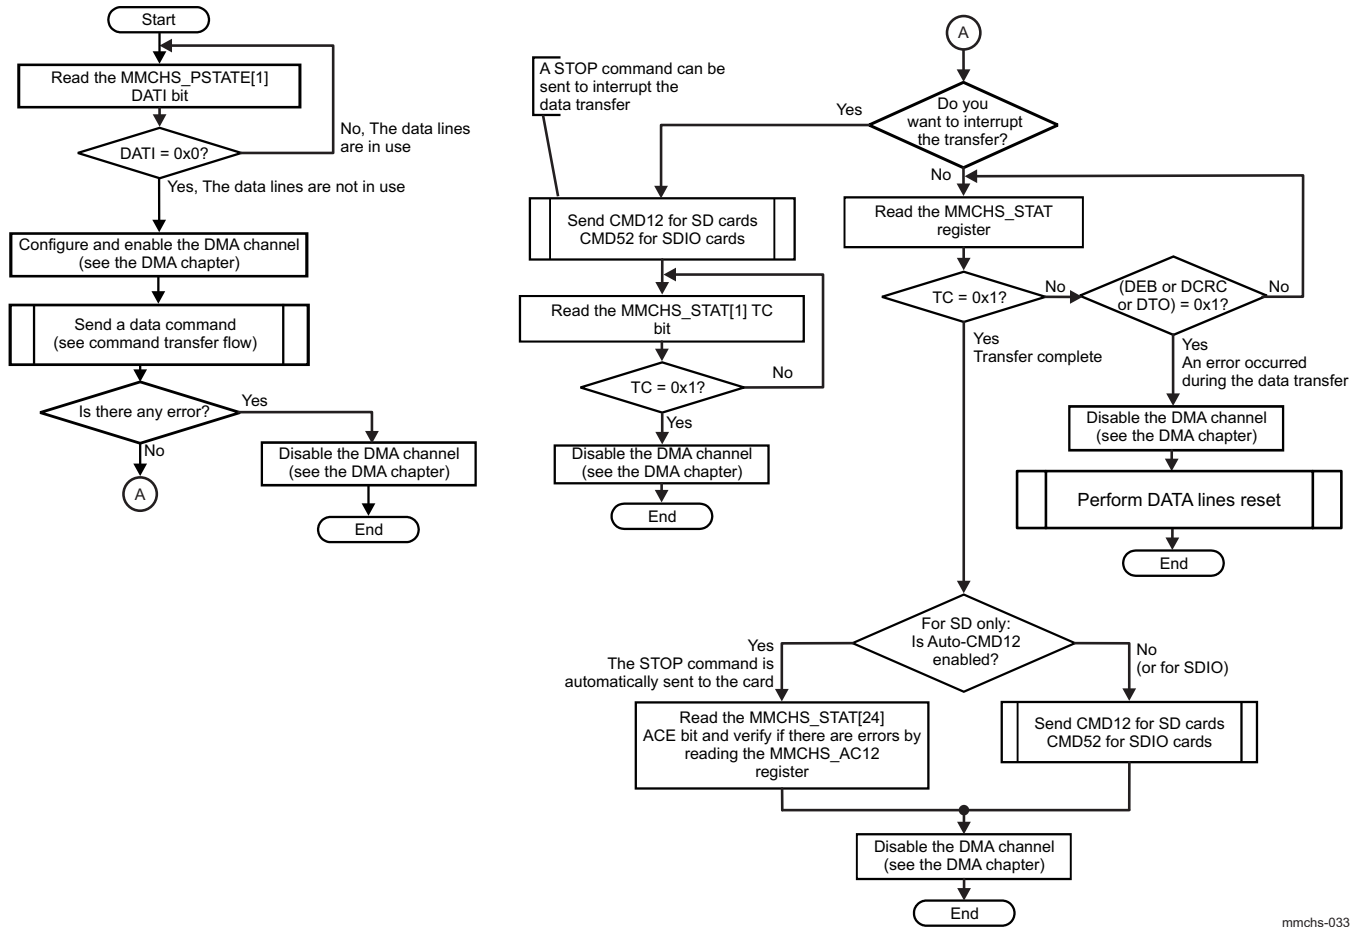 Start
Read the MMCHS_PSTATE[1]
DATI bit
DATI = 0x0?
No, The data lines
are in use
Yes, The data lines are not in use
Configure and enable the DMA channel
(see the DMA chapter)
Send a data command
(see command transfer flow)
Is there any error?
Yes
No
A
Disable the DMA channel
(see the DMA chapter)
End
A
Do you
want to interrupt
the transfer?
Yes
No
A STOP command can be
sent to interrupt the
data transfer
Send CMD12 for SD cards
CMD52 for SDIO cards
Read the MMCHS_STAT[1] TC
bit
TC = 0x1?
No
Yes
Disable the DMA channel
(see the DMA chapter)
End
Read the MMCHS_STAT
register
TC = 0x1?
No
Yes
Transfer complete
(DEB or DCRC
or DTO) = 0x1?
No
Yes
An error occurred
during the data transfer
Disable the DMA channel
(see the DMA chapter)
Perform DATA lines reset
End
For SD only:
Is Auto-CMD12
enabled?
Yes
The STOP command is
automatically sent to the card
No
(or for SDIO)
Read the MMCHS_STAT[24]
ACE bit and verify if there are errors by
reading the MMCHS_AC12
register
Send CMD12 for SD cards
CMD52 for SDIO cards
Disable the DMA channel
(see the DMA chapter)
End
mmchs-033